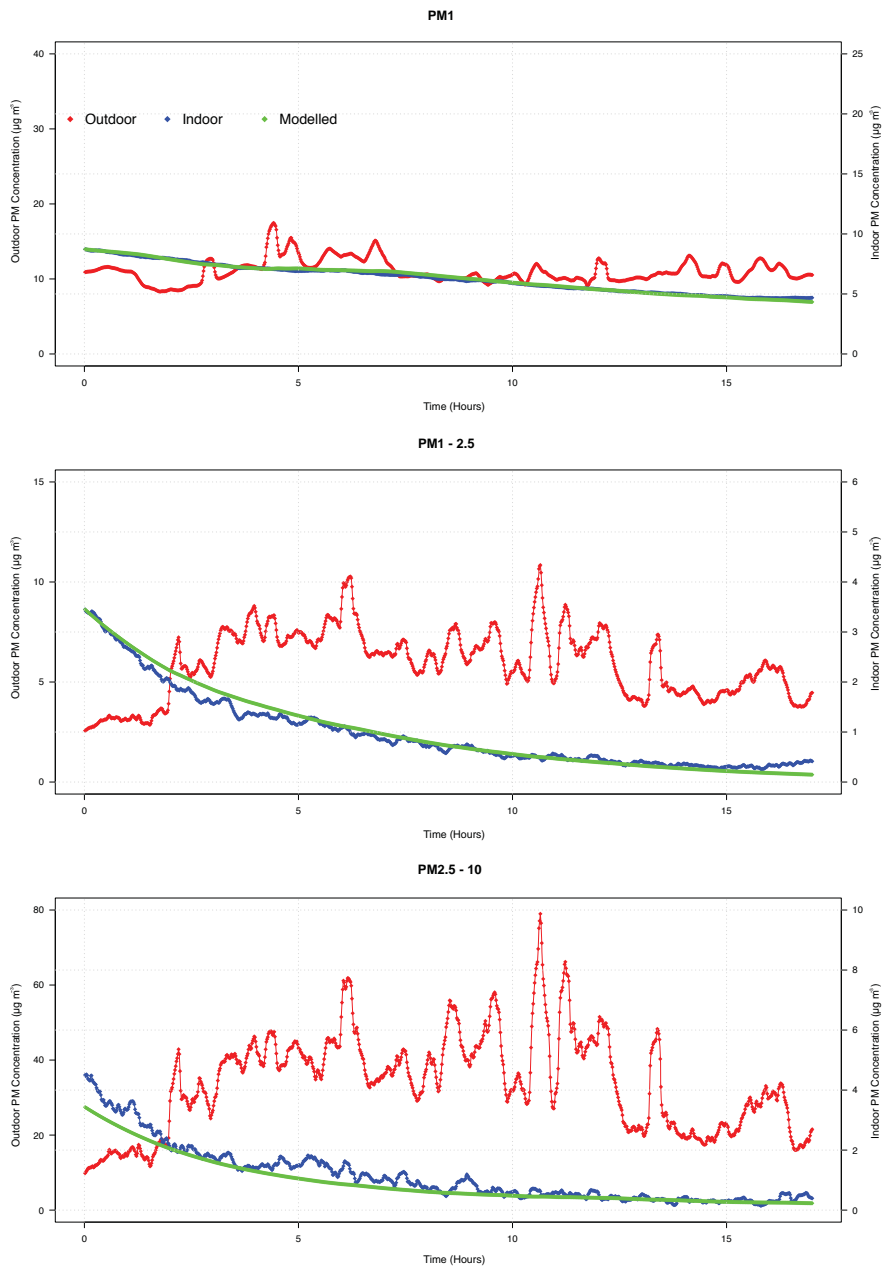 PM1
Outdoor PM Concentration (µg m⁻³)
40
30
20
10
0
Outdoor Indoor Modelled
25
20
15
10
5
0
Indoor PM Concentration (µg m⁻³)
0 5 10 15
Time (Hours)
PM1 - 2.5
Outdoor PM Concentration (µg m⁻³)
15
10
5
0
6
5
4
3
2
1
0
Indoor PM Concentration (µg m⁻³)
0 5 10 15
Time (Hours)
PM2.5 - 10
Outdoor PM Concentration (µg m⁻³)
80
60
40
20
0
10
8
6
4
2
0
Indoor PM Concentration (µg m⁻³)
0 5 10 15
Time (Hours)